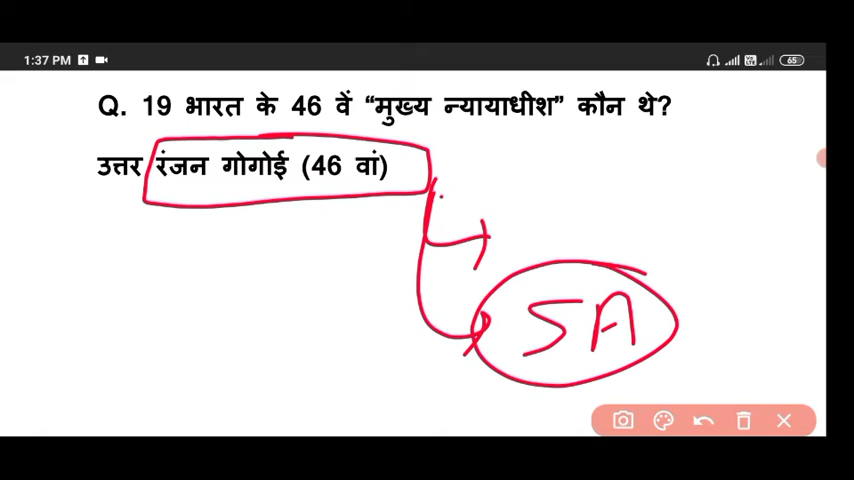 1:37 PM
65
Q. 19 भारत के 46 वें “मुख्य न्यायाधीश” कौन थे?
उत्तर रंजन गोगोई (46 वां)
SA